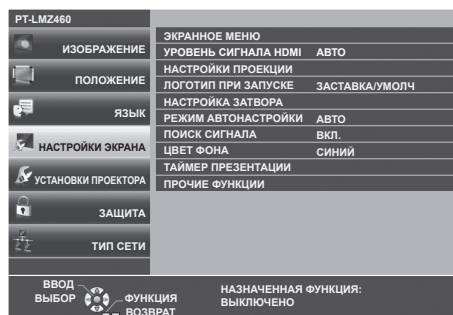 PT-LMZ460
ИЗОБРАЖЕНИЕ
ПОЛОЖЕНИЕ
ЯЗЫК
НАСТРОЙКИ ЭКРАНА
УСТАНОВКИ ПРОЕКТОРА
ЗАЩИТА
ТИП СЕТИ
ЭКРАННОЕ МЕНЮ
УРОВЕНЬ СИГНАЛА HDMI АВТО
НАСТРОЙКИ ПРОЕКЦИИ
ЛОГОТИП ПРИ ЗАПУСКЕ ЗАСТАВКА/УМОЛЧ
НАСТРОЙКА ЗАТВОРА
РЕЖИМ АВТОНАСТРОЙКИ АВТО
ПОИСК СИГНАЛА ВКЛ.
ЦВЕТ ФОНА СИНИЙ
ТАЙМЕР ПРЕЗЕНТАЦИИ
ПРОЧИЕ ФУНКЦИИ
ВВОД
ВЫБОР
ФУНКЦИЯ
ВОЗВРАТ
НАЗНАЧЕННАЯ ФУНКЦИЯ:
ВЫКЛЮЧЕНО